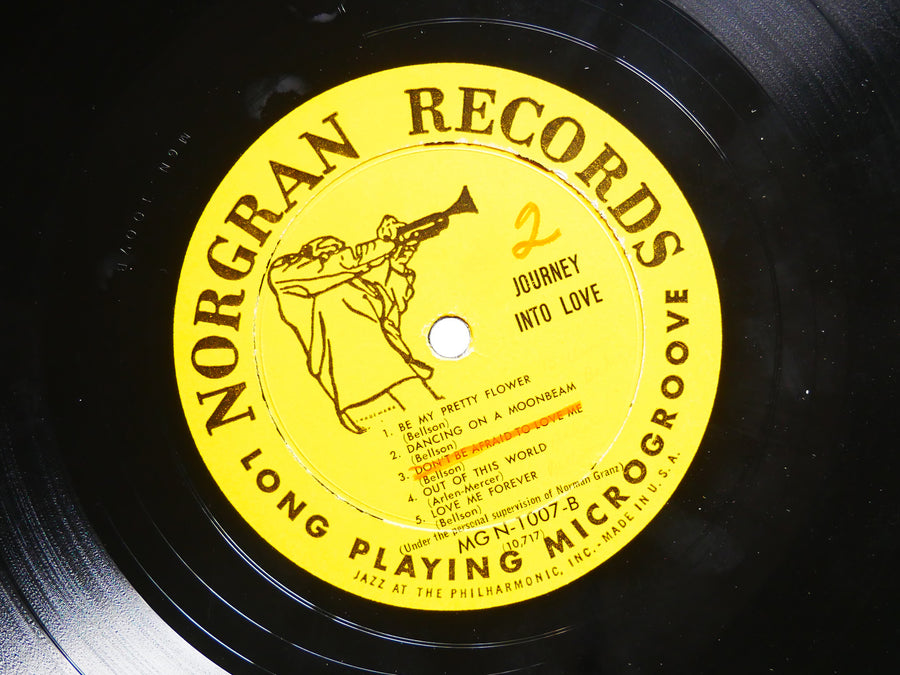 NORGRAN RECORDS
2
JOURNEY
INTO LOVE
TRADEMARK
1. BE MY PRETTY FLOWER
(Bellson)
2. DANCING ON A MOONBEAM
(Bellson)
3. DON'T BE AFRAID TO LOVE ME
(Bellson)
4. OUT OF THIS WORLD
(Arlen-Mercer)
5. LOVE ME FOREVER
(Bellson)
(Under the personal supervision of Norman Granz)
MG N-1007-B
(10,717)
LONG PLAYING MICROGROOVE
JAZZ AT THE PHILHARMONIC, INC.-MADE IN U.S.A.